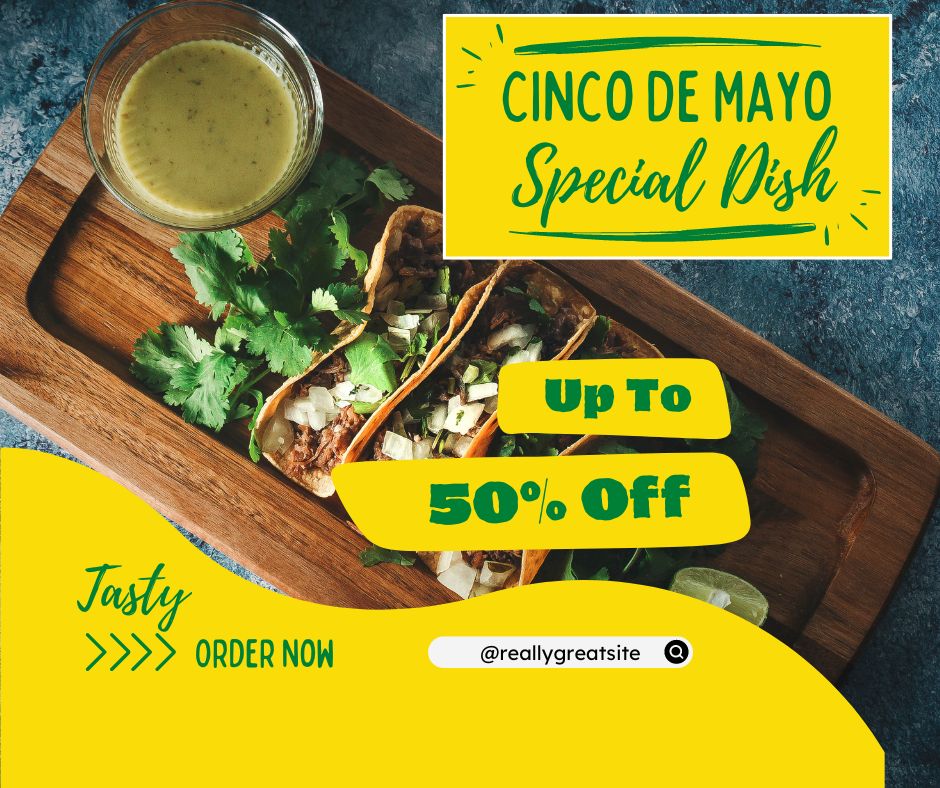 CINCO DE MAYO
Special Dish
Up To
50% Off
Tasty
>>>> ORDER NOW
@reallygreatsite